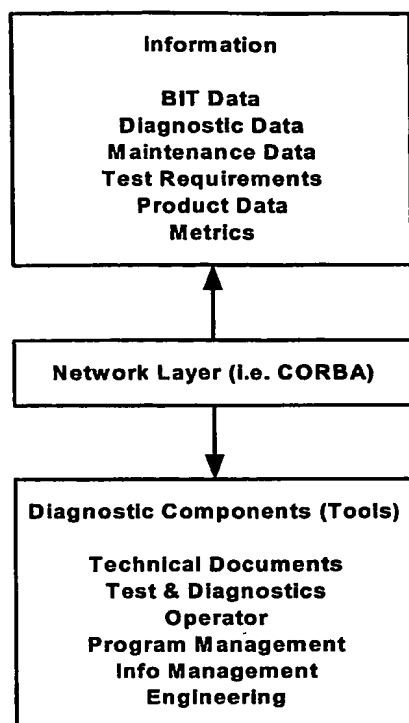 Information
BIT Data
Diagnostic Data
Maintenance Data
Test Requirements
Product Data
Metrics
Network Layer (i.e. CORBA)
Diagnostic Components (Tools)
Technical Documents
Test & Diagnostics
Operator
Program Management
Info Management
Engineering